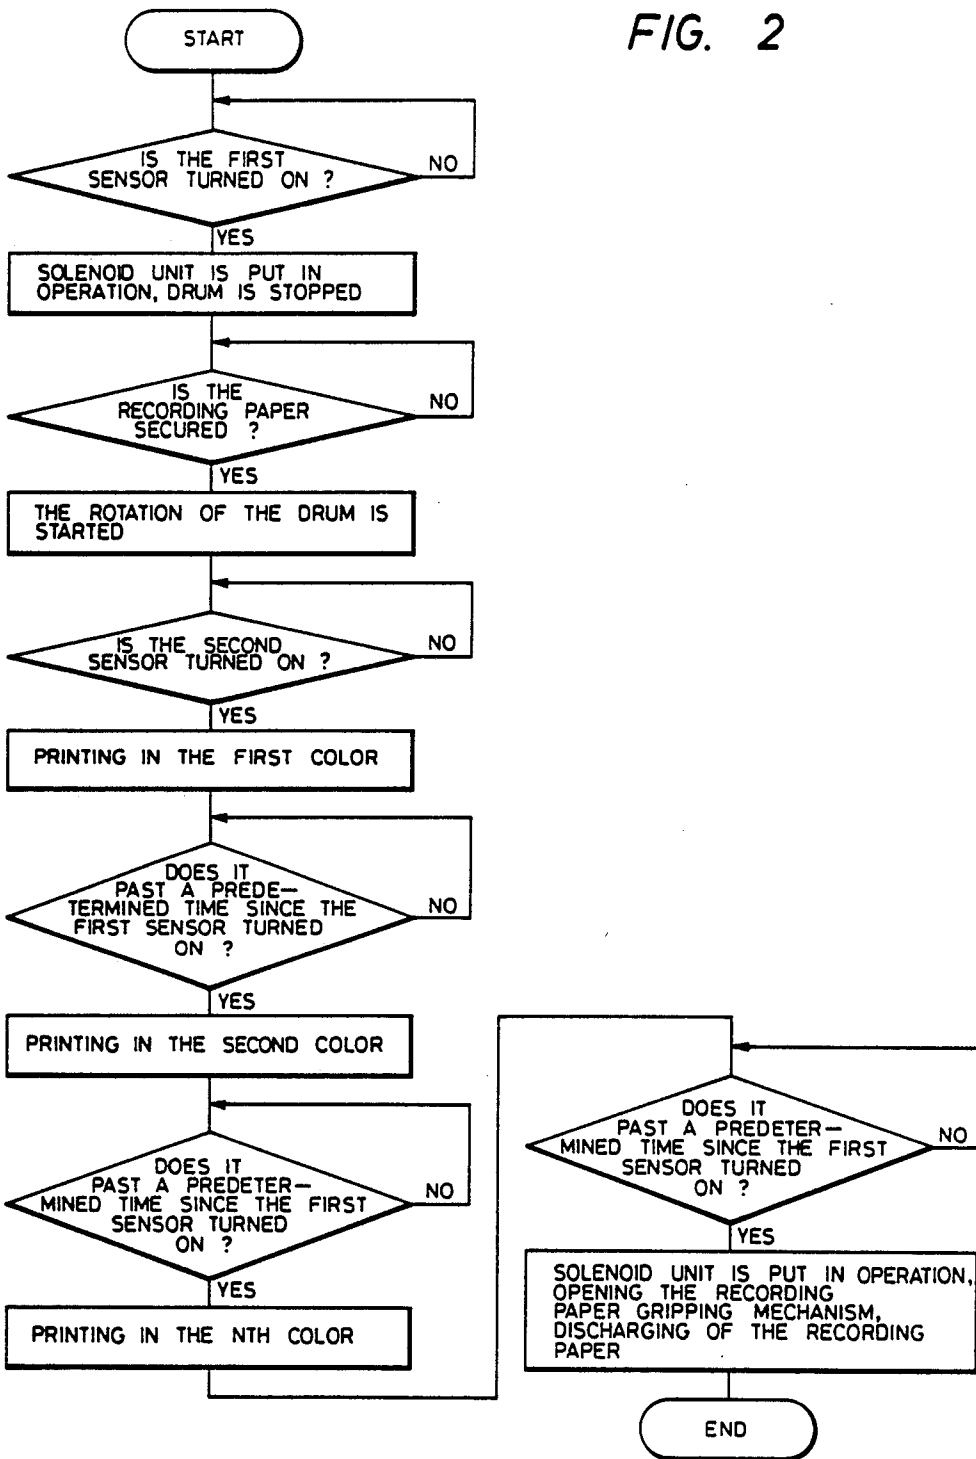 FIG. 2
START
IS THE FIRST
SENSOR TURNED ON ?
NO
YES
SOLENOID UNIT IS PUT IN
OPERATION, DRUM IS STOPPED
IS THE
RECORDING PAPER
SECURED ?
NO
YES
THE ROTATION OF THE DRUM IS
STARTED
IS THE SECOND
SENSOR TURNED ON ?
NO
YES
PRINTING IN THE FIRST COLOR
DOES IT
PAST A PREDE-
TERMINED TIME SINCE THE
FIRST SENSOR TURNED
ON ?
NO
YES
PRINTING IN THE SECOND COLOR
DOES IT
PAST A PREDETER-
MINED TIME SINCE THE FIRST
SENSOR TURNED
ON ?
NO
YES
PRINTING IN THE NTH COLOR
DOES IT
PAST A PREDETER-
MINED TIME SINCE THE FIRST
SENSOR TURNED
ON ?
NO
YES
SOLENOID UNIT IS PUT IN OPERATION,
OPENING THE RECORDING
PAPER GRIPPING MECHANISM,
DISCHARGING OF THE RECORDING
PAPER
END